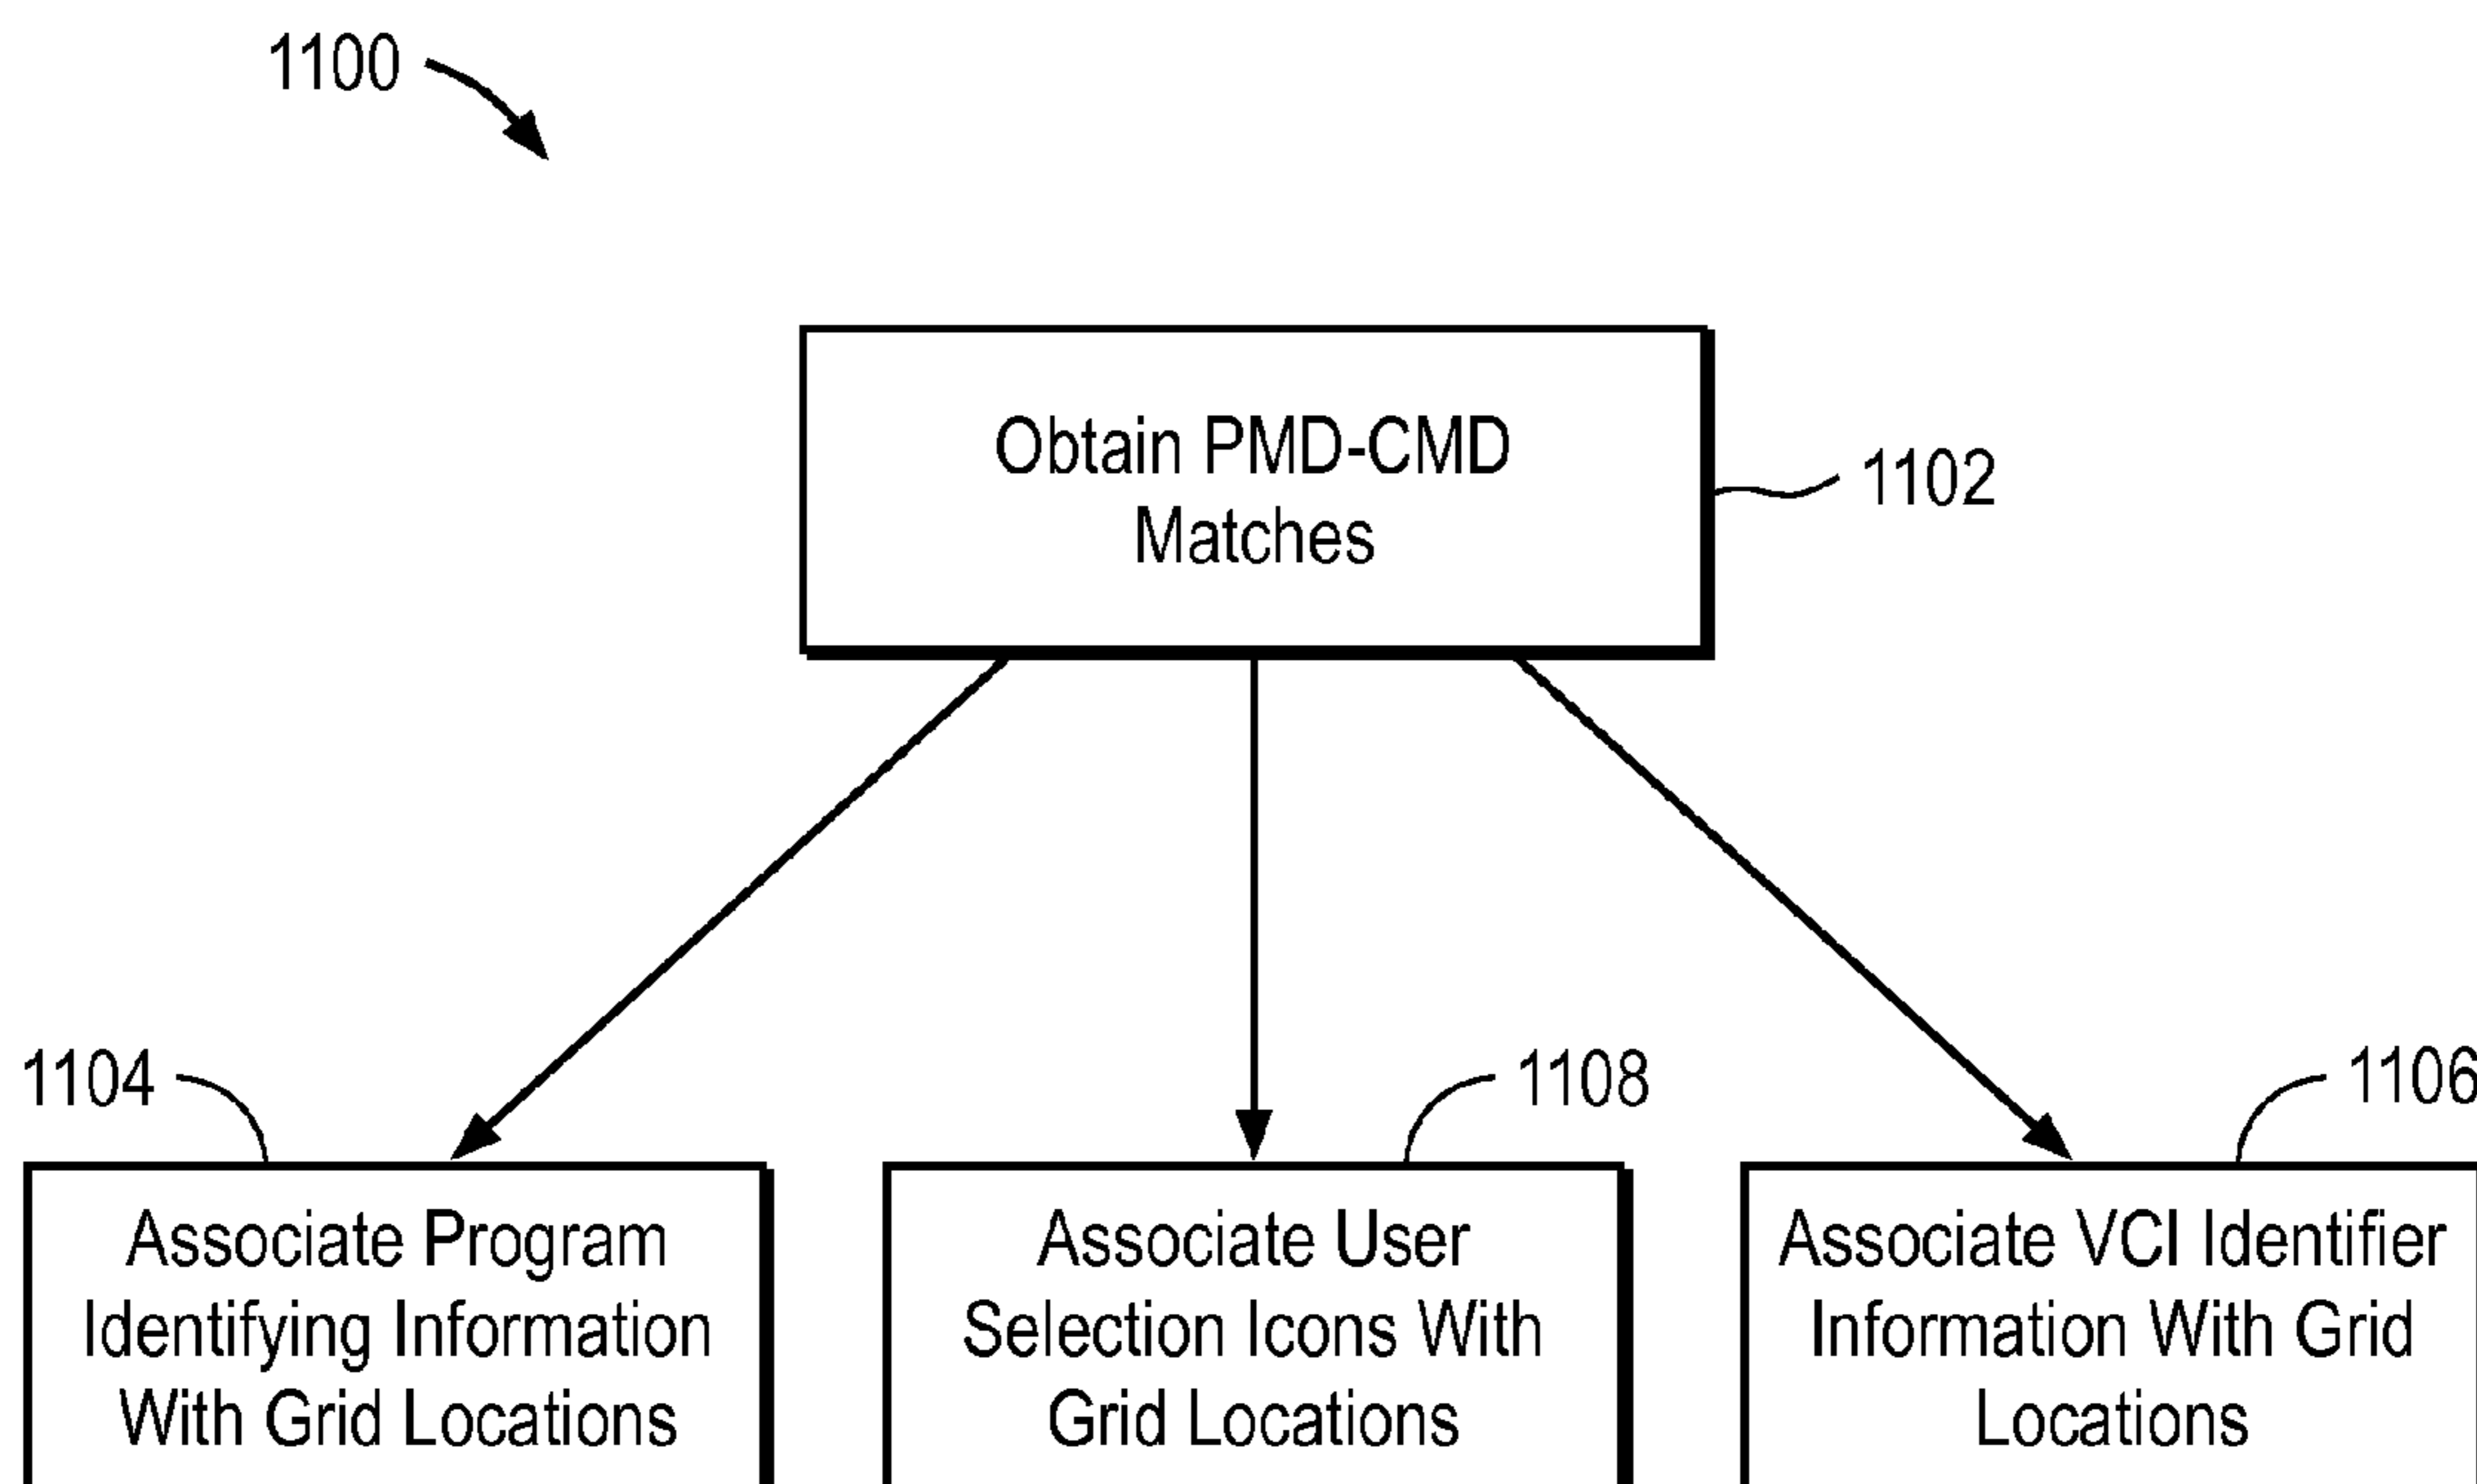 1100
Obtain PMD-CMD
Matches
1102
1104
1108
1106
Associate Program
Identifying Information
With Grid Locations
Associate User
Selection Icons With
Grid Locations
Associate VCI Identifier
Information With Grid
Locations